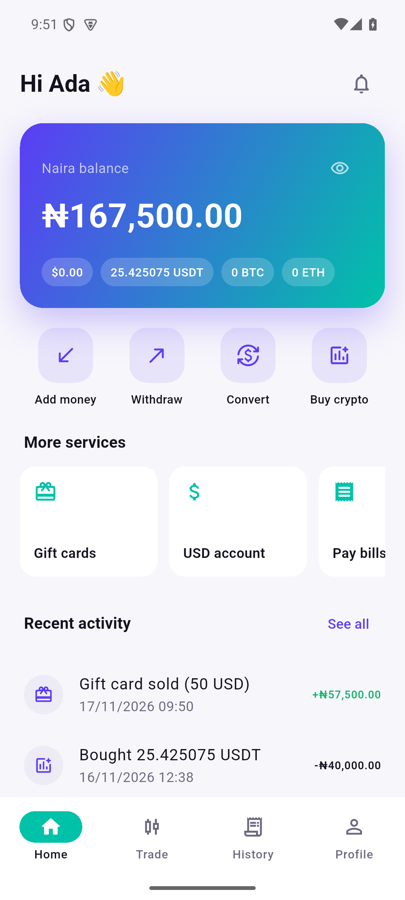 9:51
Hi Ada 👋
Naira balance
₦167,500.00
$0.00 25.425075 USDT 0 BTC 0 ETH
Add money Withdraw Convert Buy crypto
More services
Gift cards USD account Pay bills
Recent activity See all
Gift card sold (50 USD)
17/11/2026 09:50
+₦57,500.00
Bought 25.425075 USDT
16/11/2026 12:38
-₦40,000.00
Home Trade History Profile